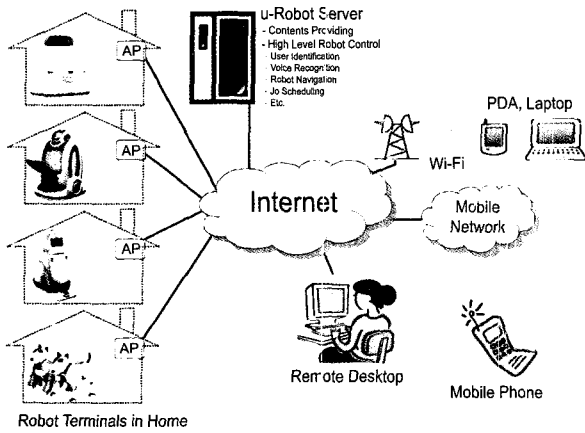 u-Robot Server
- Contents Providing
- High Level Robot Control
- User Identification
- Voice Recognition
- Robot Navigation
- Jo Scheduling
- Etc.
AP
AP
AP
AP
Internet
Wi-Fi
PDA, Laptop
Mobile
Network
Remote Desktop
Mobile Phone
Robot Terminals in Home